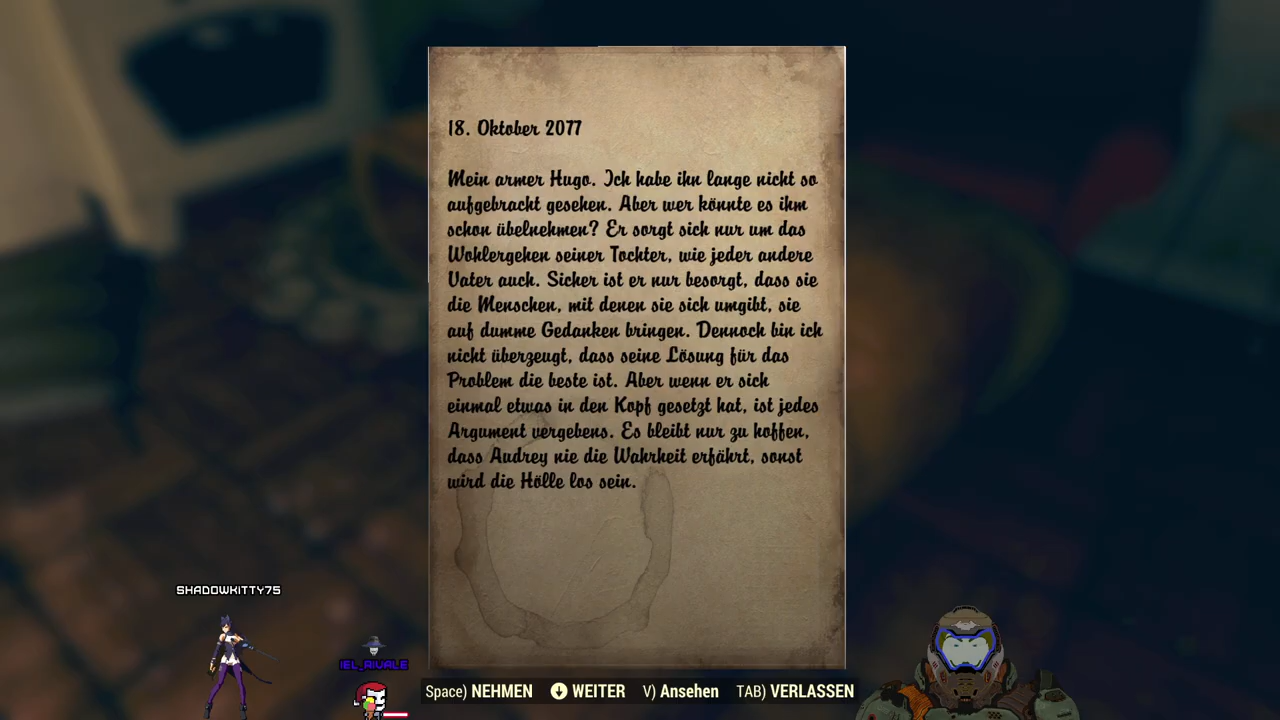 18. Oktober 2077
Mein armer Hugo. Ich habe ihn lange nicht so
aufgebracht gesehen. Aber wer könnte es ihm
schon übelnehmen? Er sorgt sich nur um das
Wohlergehen seiner Tochter, wie jeder andere
Vater auch. Sicher ist er nur besorgt, dass sie
die Menschen, mit denen sie sich umgibt, sie
auf dumme Gedanken bringen. Dennoch bin ich
nicht überzeugt, dass seine Lösung für das
Problem die beste ist. Aber wenn er sich
einmal etwas in den Kopf gesetzt hat, ist jedes
Argument vergebens. Es bleibt nur zu hoffen,
dass Audrey nie die Wahrheit erfährt, sonst
wird die Hölle los sein.
SHADOWKITTY75
IEL_RIVALE
Space) NEHMEN WEITER V) Ansehen TAB) VERLASSEN